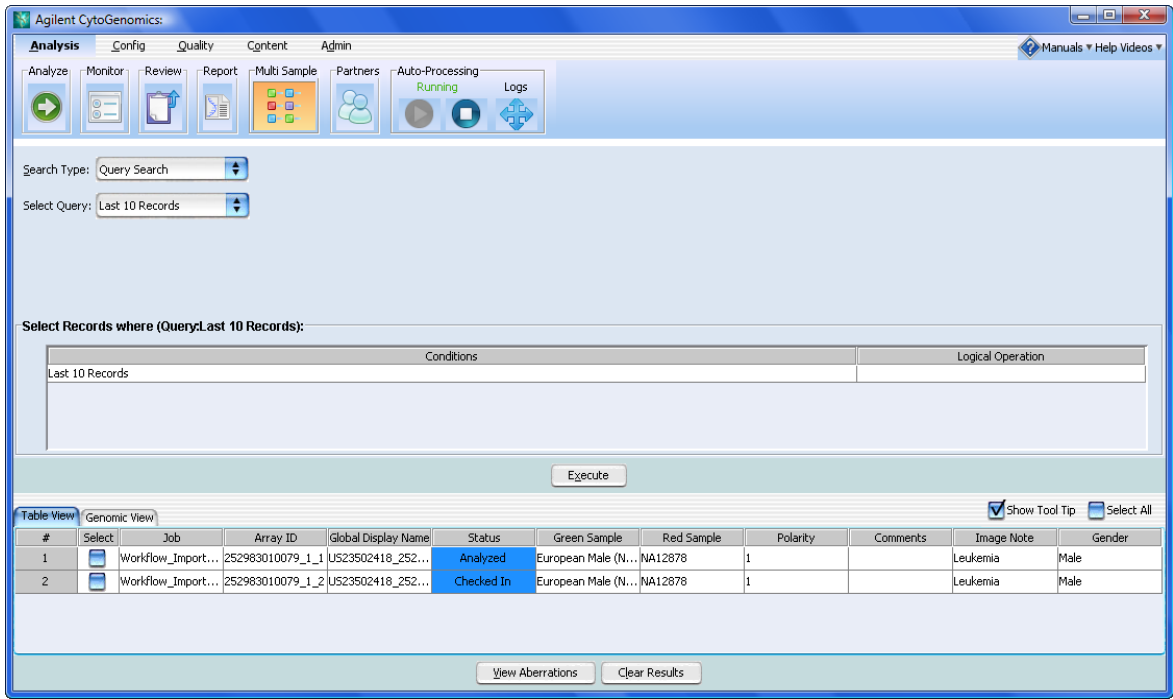 Agilent CytoGenomics:
Analysis Config Quality Content Admin Manuals Help Videos
Analyze Monitor Review Report Multi Sample Partners Auto-Processing
Running Logs
Search Type: Query Search
Select Query: Last 10 Records
Select Records where (Query:Last 10 Records):
Conditions Logical Operation
Last 10 Records
Execute
Table View Genomic View Show Tool Tip Select All
# Select Job Array ID Global Display Name Status Green Sample Red Sample Polarity Comments Image Note Gender
1 Workflow_Import... 252983010079_1_1 US23502418_252... Analyzed European Male (N... NA12878 1 Leukemia Male
2 Workflow_Import... 252983010079_1_2 US23502418_252... Checked In European Male (N... NA12878 1 Leukemia Male
View Aberrations Clear Results